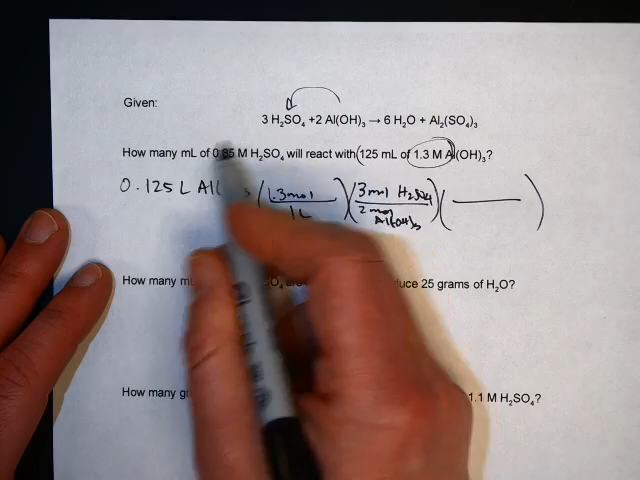 Given:
3 H₂SO₄ +2 Al(OH)₃ → 6 H₂O + Al₂(SO₄)₃
How many mL of 0.85 M H₂SO₄ will react with 125 mL of 1.3 M Al(OH)₃?
0.125 L Al( 1.3 mol / 1 L )( 3 mol H₂SO₄ / 2 mol Al(OH)₃ )( ____ )
How many SO₄ 25 grams of H₂O?
How many 1.1 M H₂SO₄?